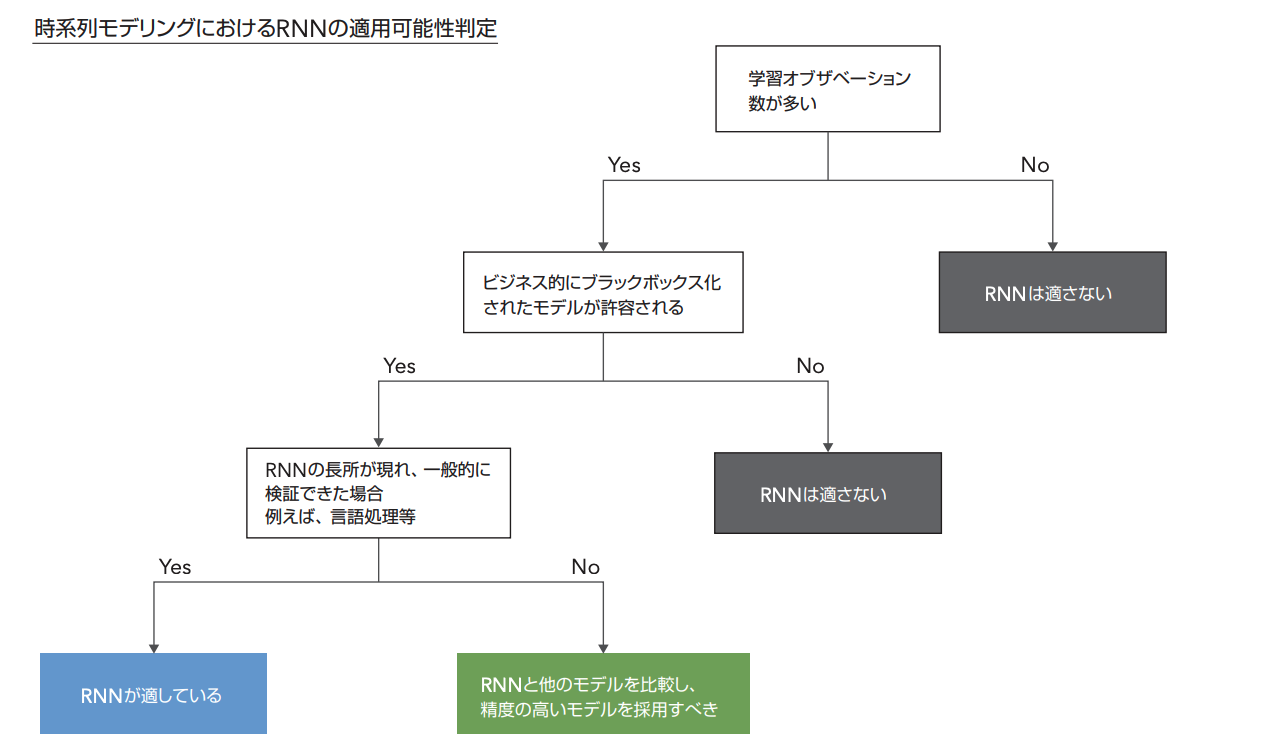 時系列モデリングにおけるRNNの適用可能性判定
学習オブザベーション
数が多い
Yes
No
ビジネス的にブラックボックス化
されたモデルが許容される
RNNは適さない
Yes
No
RNNの長所が現れ、一般的に
検証できた場合
例えば、言語処理等
RNNは適さない
Yes
No
RNNが適している
RNNと他のモデルを比較し、
精度の高いモデルを採用すべき